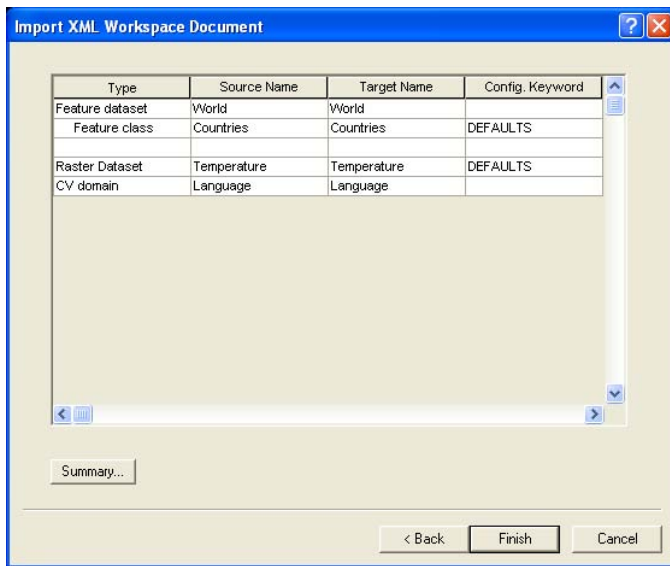 Import XML Workspace Document
Type Source Name Target Name Config. Keyword
Feature dataset World World
Feature class Countries Countries DEFAULTS
Raster Dataset Temperature Temperature DEFAULTS
CV domain Language Language
Summary...
< Back Finish Cancel